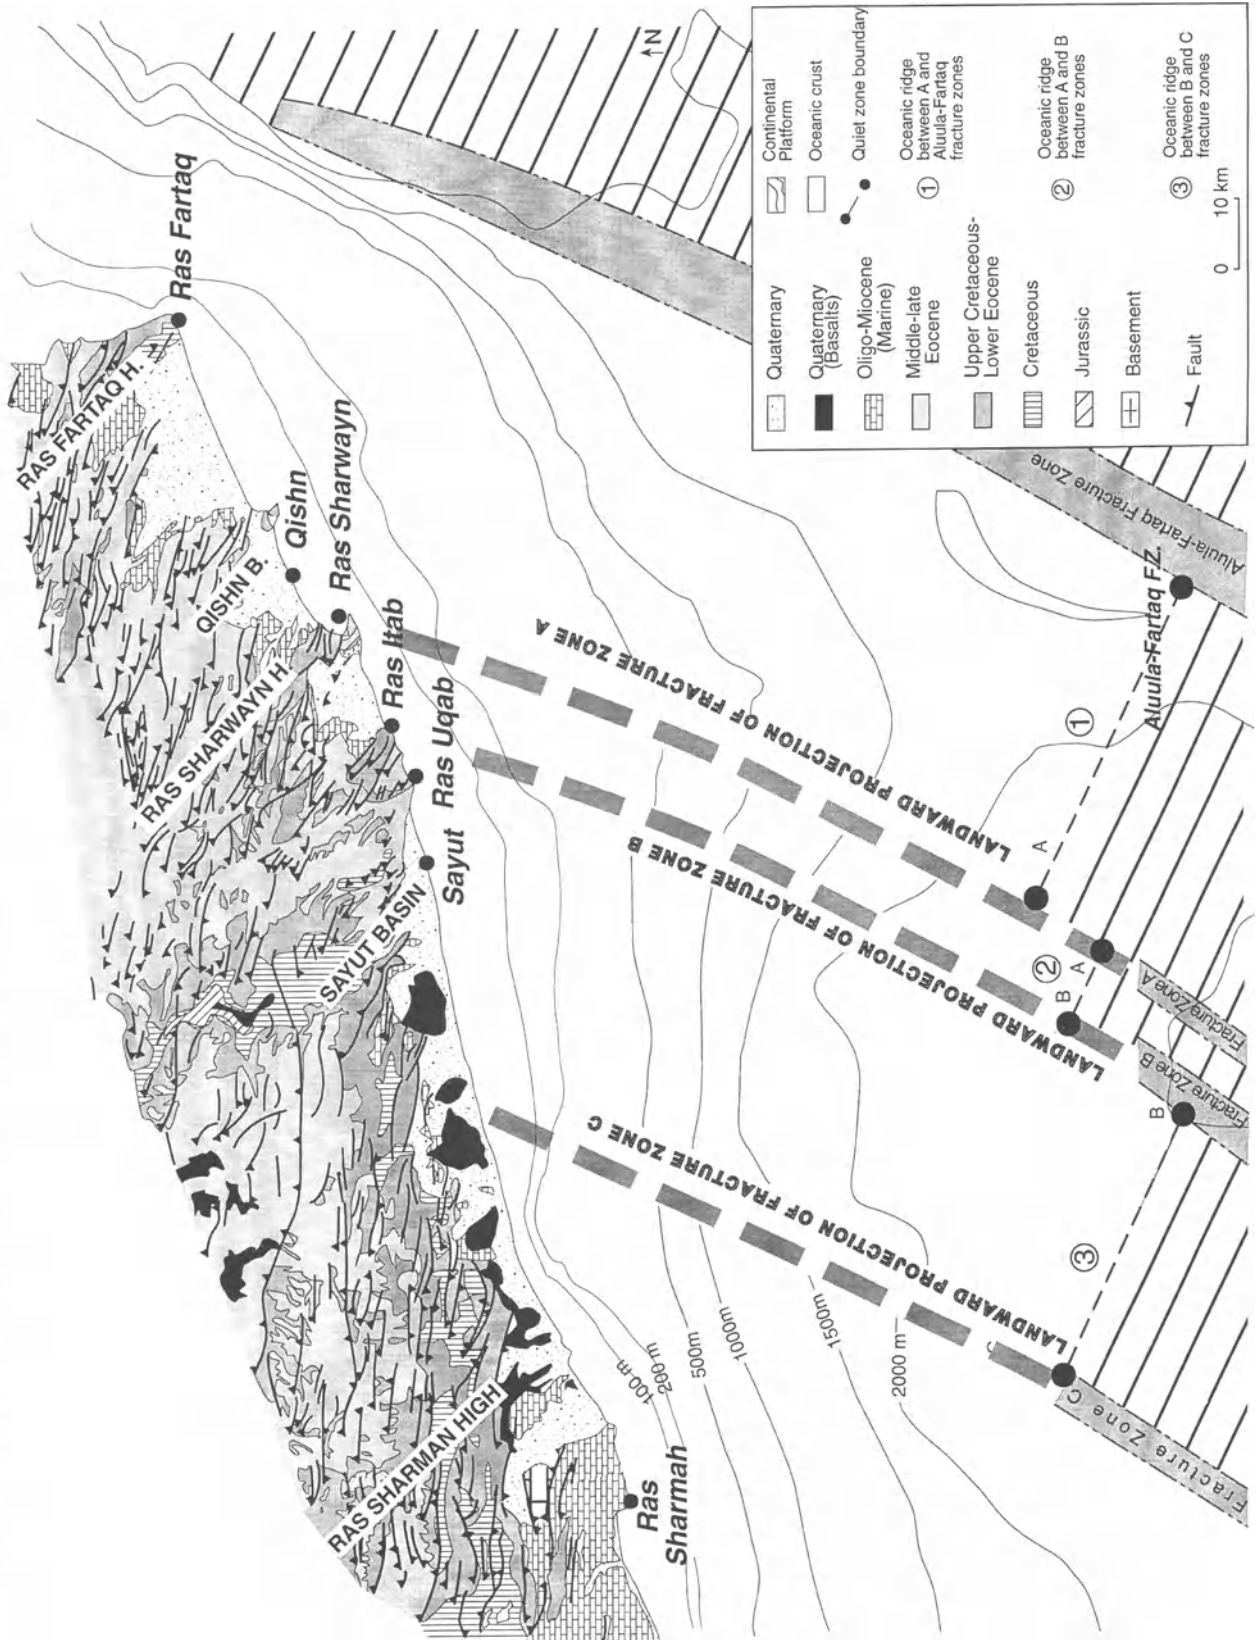 RAS FARTAQ H.
Ras Fartaq
QISHN B.
Qishn
RAS SHARWAYN H.
Ras Sharwayn
Ras Itab
Ras Uqab
Sayut
SAYUT BASIN
RAS SHARMAN HIGH
Ras
Sharmah
N
LANDWARD PROJECTION OF FRACTURE ZONE A
LANDWARD PROJECTION OF FRACTURE ZONE B
LANDWARD PROJECTION OF FRACTURE ZONE C
100 m
200 m
500m
1000m
1500m
2000 m
A
1
Aluula-Fartaq FZ.
Aluula-Fartaq Fracture Zone
A
2
B
Fracture Zone A
Fracture Zone B
B
3
C
Fracture Zone C
Quaternary
Quaternary
(Basalts)
Oligo-Miocene
(Marine)
Middle-late
Eocene
Upper Cretaceous-
Lower Eocene
Cretaceous
Jurassic
Basement
Fault
Continental
Platform
Oceanic crust
Quiet zone boundary
1 Oceanic ridge
between A and
Aluula-Fartaq
fracture zones
2 Oceanic ridge
between A and B
fracture zones
3 Oceanic ridge
between B and C
fracture zones
0 10 km